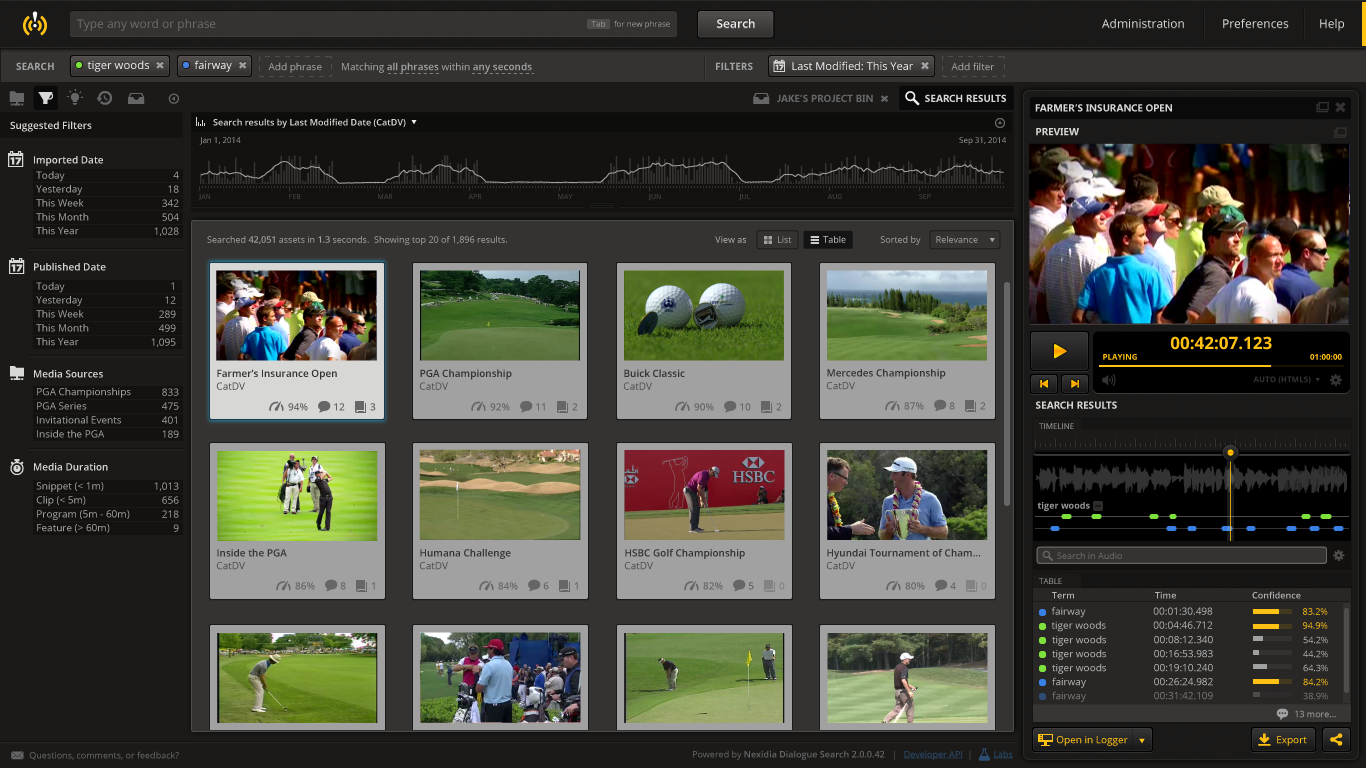 Type any word or phrase Tab for new phrase Search Administration Preferences Help
SEARCH tiger woods fairway Add phrase Matching all phrases within any seconds FILTERS 17 Last Modified: This Year Add filter
JAKE'S PROJECT BIN SEARCH RESULTS
Suggested Filters
17 Imported Date
Today 4
Yesterday 18
This Week 342
This Month 504
This Year 1,028
17 Published Date
Today 1
Yesterday 12
This Week 289
This Month 499
This Year 1,095
Media Sources
PGA Championships 833
PGA Series 475
Invitational Events 401
Inside the PGA 189
Media Duration
Snippet (< 1m) 1,013
Clip (< 5m) 656
Program (5m - 60m) 218
Feature (> 60m) 9
Search results by Last Modified Date (CatDV)
Jan 1, 2014 Sep 31, 2014
JAN FEB MAR APR MAY JUN JUL AUG SEP
Searched 42,051 assets in 1.3 seconds. Showing top 20 of 1,896 results. View as List Table Sorted by Relevance
Farmer's Insurance Open
CatDV
94% 12 3
PGA Championship
CatDV
92% 11 2
Buick Classic
CatDV
90% 10 2
Mercedes Championship
CatDV
87% 8 2
Inside the PGA
CatDV
86% 8 1
Humana Challenge
CatDV
84% 6 1
HSBC
HSBC Golf Championship
CatDV
82% 5 0
Hyundai Tournament of Cham...
CatDV
80% 4 0
FARMER'S INSURANCE OPEN
PREVIEW
00:42:07.123
PLAYING 01:00:00
AUTO (HTML5)
SEARCH RESULTS
TIMELINE
tiger woods
Search in Audio
TABLE
Term Time Confidence
fairway 00:01:30.498 83.2%
tiger woods 00:04:46.712 94.9%
tiger woods 00:08:12.340 54.2%
tiger woods 00:16:53.983 44.2%
tiger woods 00:19:10.240 64.3%
fairway 00:26:24.982 84.2%
fairway 00:31:42.109 38.9%
13 more...
Open in Logger Export
Questions, comments, or feedback? Powered by Nexidia Dialogue Search 2.0.0.42 | Developer API | Labs